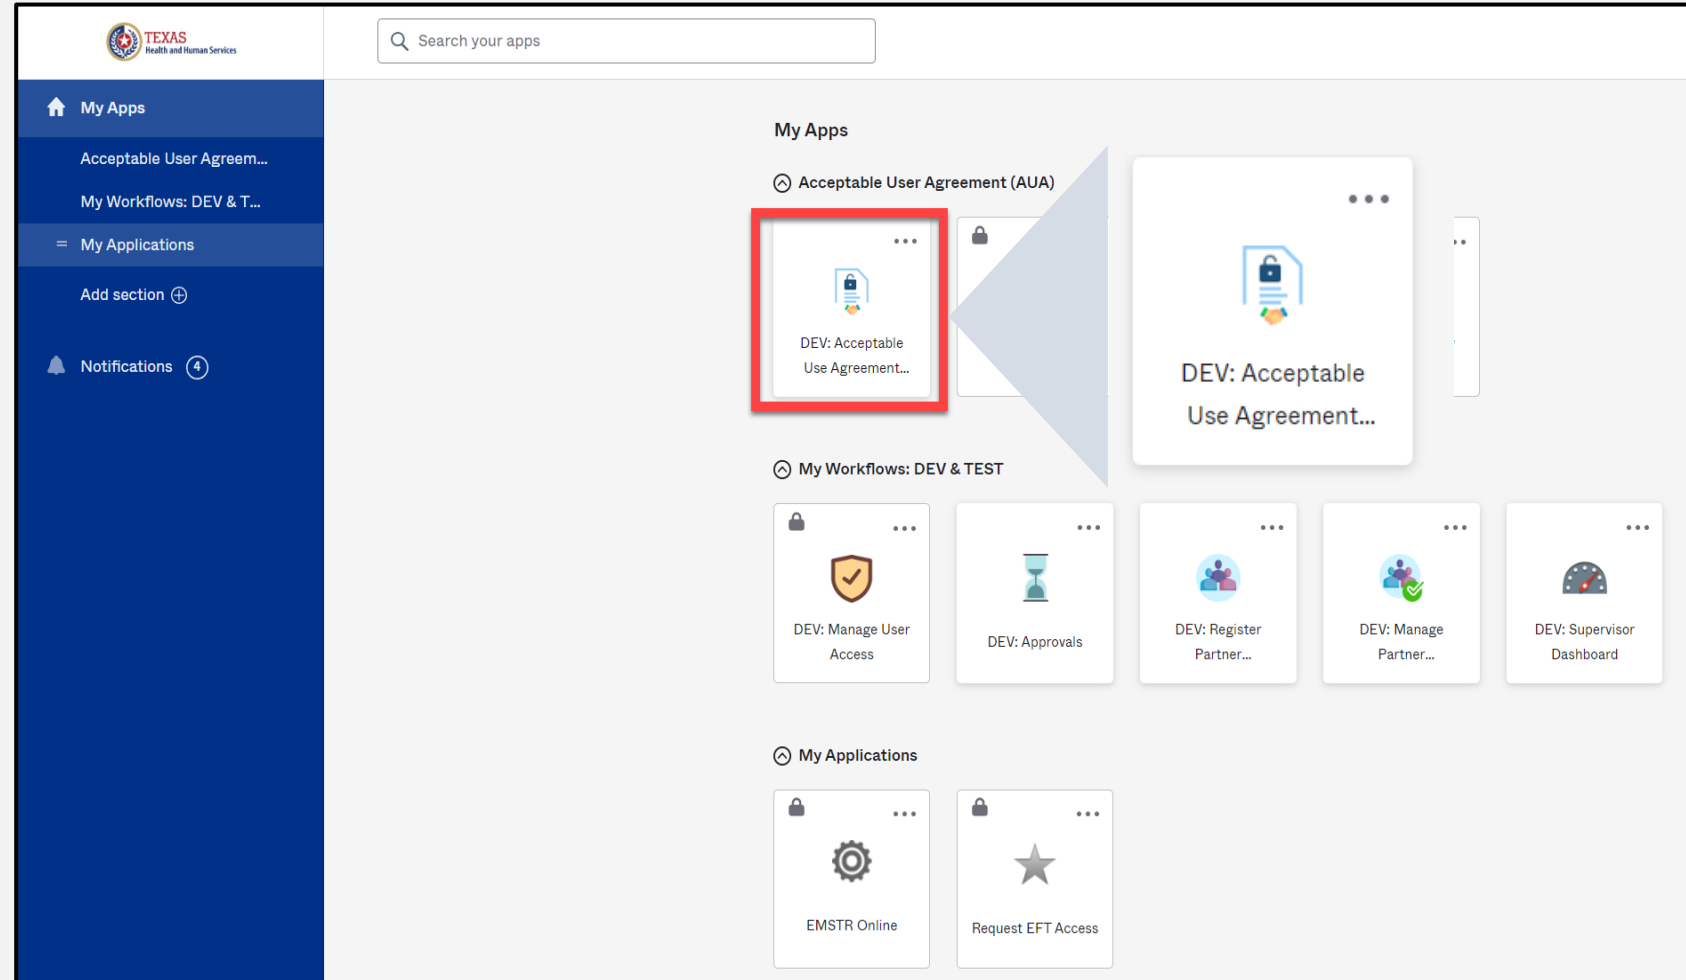 TEXAS
Health and Human Services
Search your apps
My Apps
Acceptable User Agreem...
My Workflows: DEV & T...
My Applications
Add section
Notifications 4
My Apps
Acceptable User Agreement (AUA)
DEV: Acceptable
Use Agreement...
DEV: Acceptable
Use Agreement...
My Workflows: DEV & TEST
DEV: Manage User
Access
DEV: Approvals
DEV: Register
Partner...
DEV: Manage
Partner...
DEV: Supervisor
Dashboard
My Applications
EMSTR Online
Request EFT Access